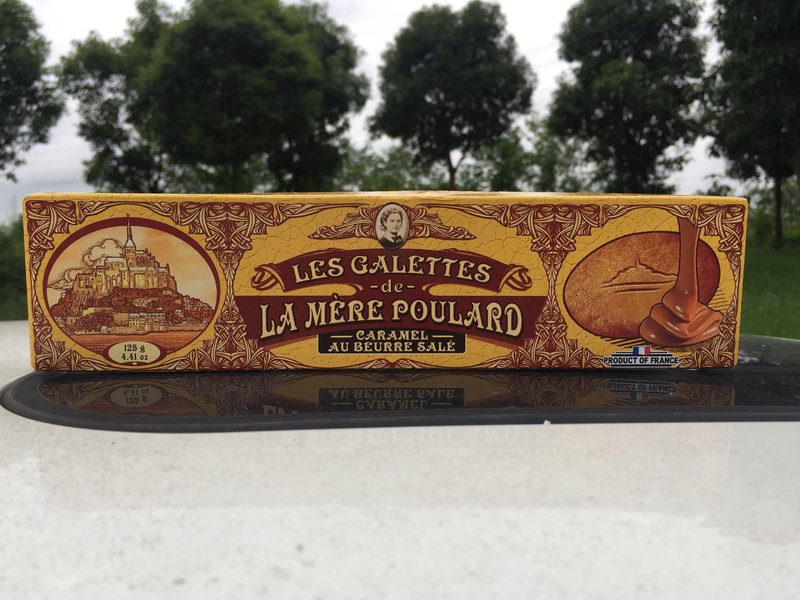 LES GALETTES
-de-
LA MÈRE POULARD
CARAMEL
AU BEURRE SALÉ
125 g
4.41 oz
PRODUCT OF FRANCE